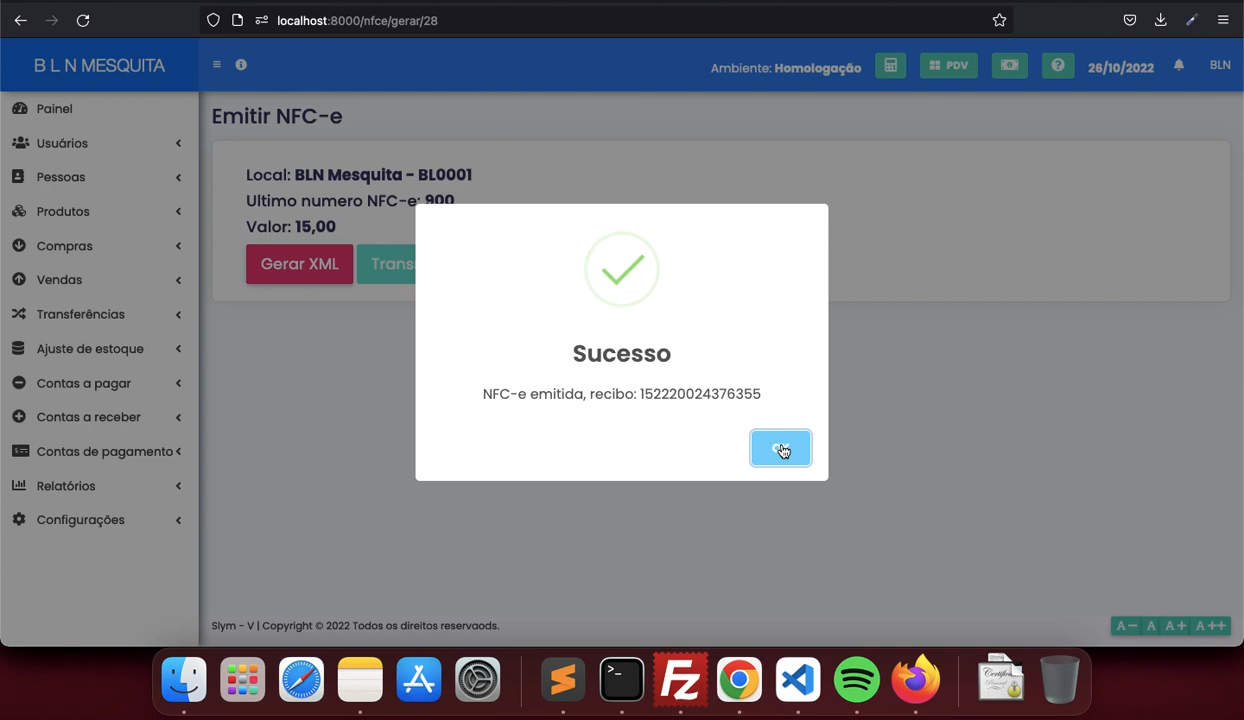 localhost:8000/nfce/gerar/28
B L N MESQUITA
Ambiente: Homologação
PDV
26/10/2022
BLN
Painel
Usuários
Pessoas
Produtos
Compras
Vendas
Transferências
Ajuste de estoque
Contas a pagar
Contas a receber
Contas de pagamento
Relatórios
Configurações
Emitir NFC-e
Local: BLN Mesquita - BL0001
Ultimo numero NFC-e: 900
Valor: 15,00
Gerar XML
Sucesso
NFC-e emitida, recibo: 152220024376355
Slym - V | Copyright © 2022 Todos os direitos reservaods.
A- A A+ A++